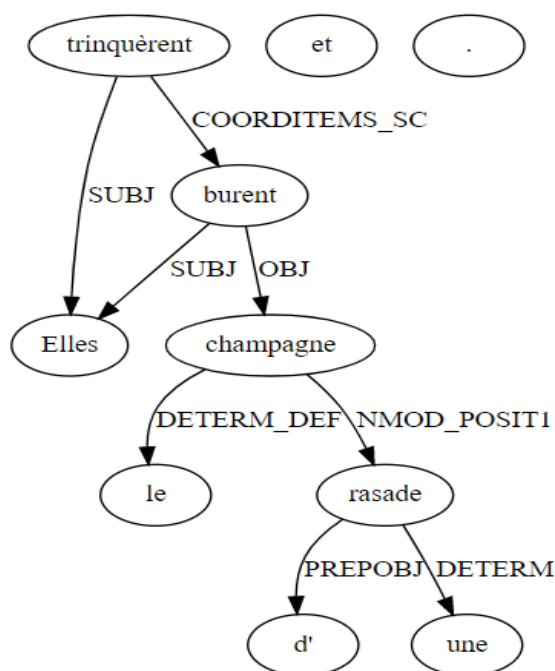 trinquèrent et .
COORDITEMS_SC
burent
SUBJ
SUBJ OBJ
Elles champagne
DETERM_DEF NMOD_POSIT1
le rasade
PREPOBJ DETERM
d' une